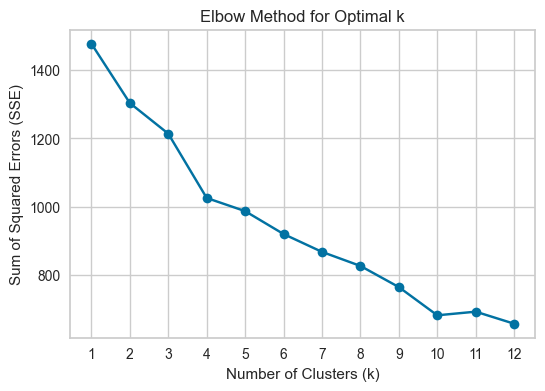 Elbow Method for Optimal k
Sum of Squared Errors (SSE)
1400
1200
1000
800
1 2 3 4 5 6 7 8 9 10 11 12
Number of Clusters (k)